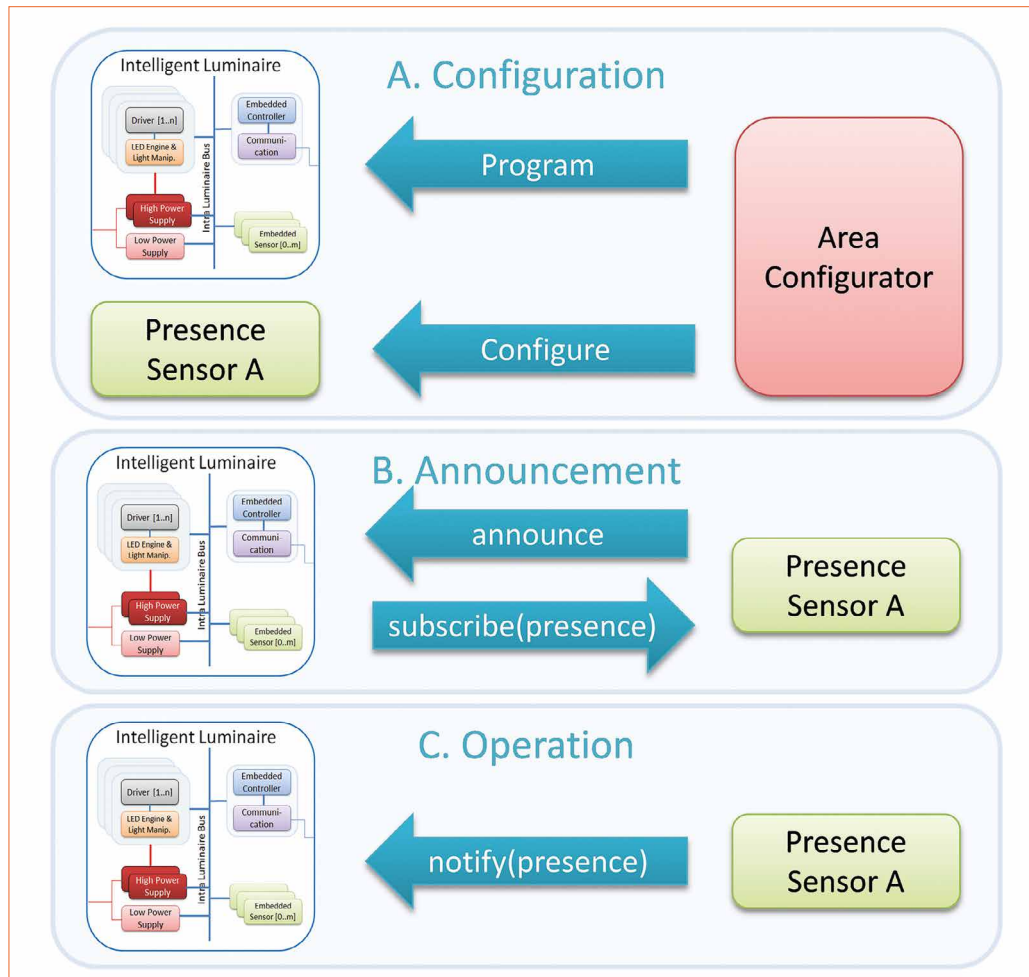 Intelligent Luminaire
A. Configuration
Driver [1..n]
LED Engine &
Light Manip.
High Power
Supply
Low Power
Supply
Intra Luminaire Bus
Embedded
Controller
Communi-
cation
Embedded
Sensor [0..m]
Program
Area
Configurator
Presence
Sensor A
Configure
Intelligent Luminaire
B. Announcement
Driver [1..n]
LED Engine &
Light Manip.
High Power
Supply
Low Power
Supply
Intra Luminaire Bus
Embedded
Controller
Communi-
cation
Embedded
Sensor [0..m]
announce
subscribe(presence)
Presence
Sensor A
Intelligent Luminaire
C. Operation
Driver [1..n]
LED Engine &
Light Manip.
High Power
Supply
Low Power
Supply
Intra Luminaire Bus
Embedded
Controller
Communi-
cation
Embedded
Sensor [0..m]
notify(presence)
Presence
Sensor A